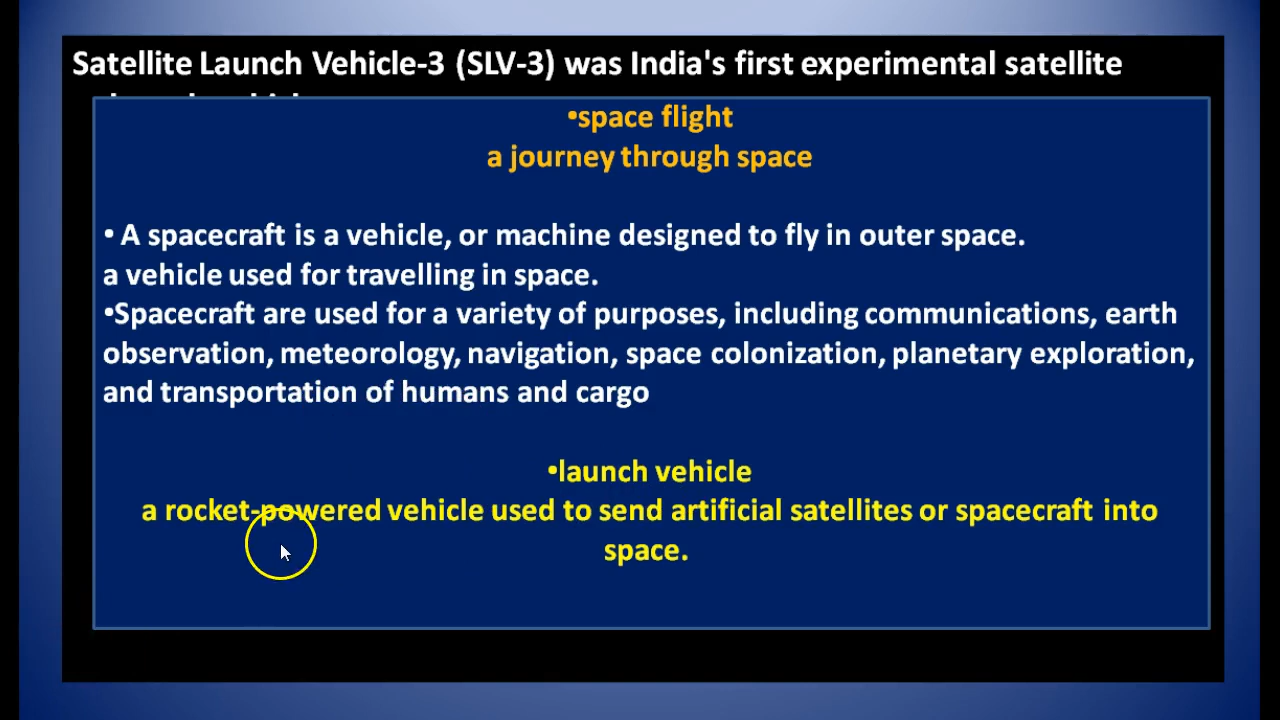 Satellite Launch Vehicle-3 (SLV-3) was India's first experimental satellite
•space flight
a journey through space
• A spacecraft is a vehicle, or machine designed to fly in outer space.
a vehicle used for travelling in space.
•Spacecraft are used for a variety of purposes, including communications, earth
observation, meteorology, navigation, space colonization, planetary exploration,
and transportation of humans and cargo
•launch vehicle
a rocket-powered vehicle used to send artificial satellites or spacecraft into
space.